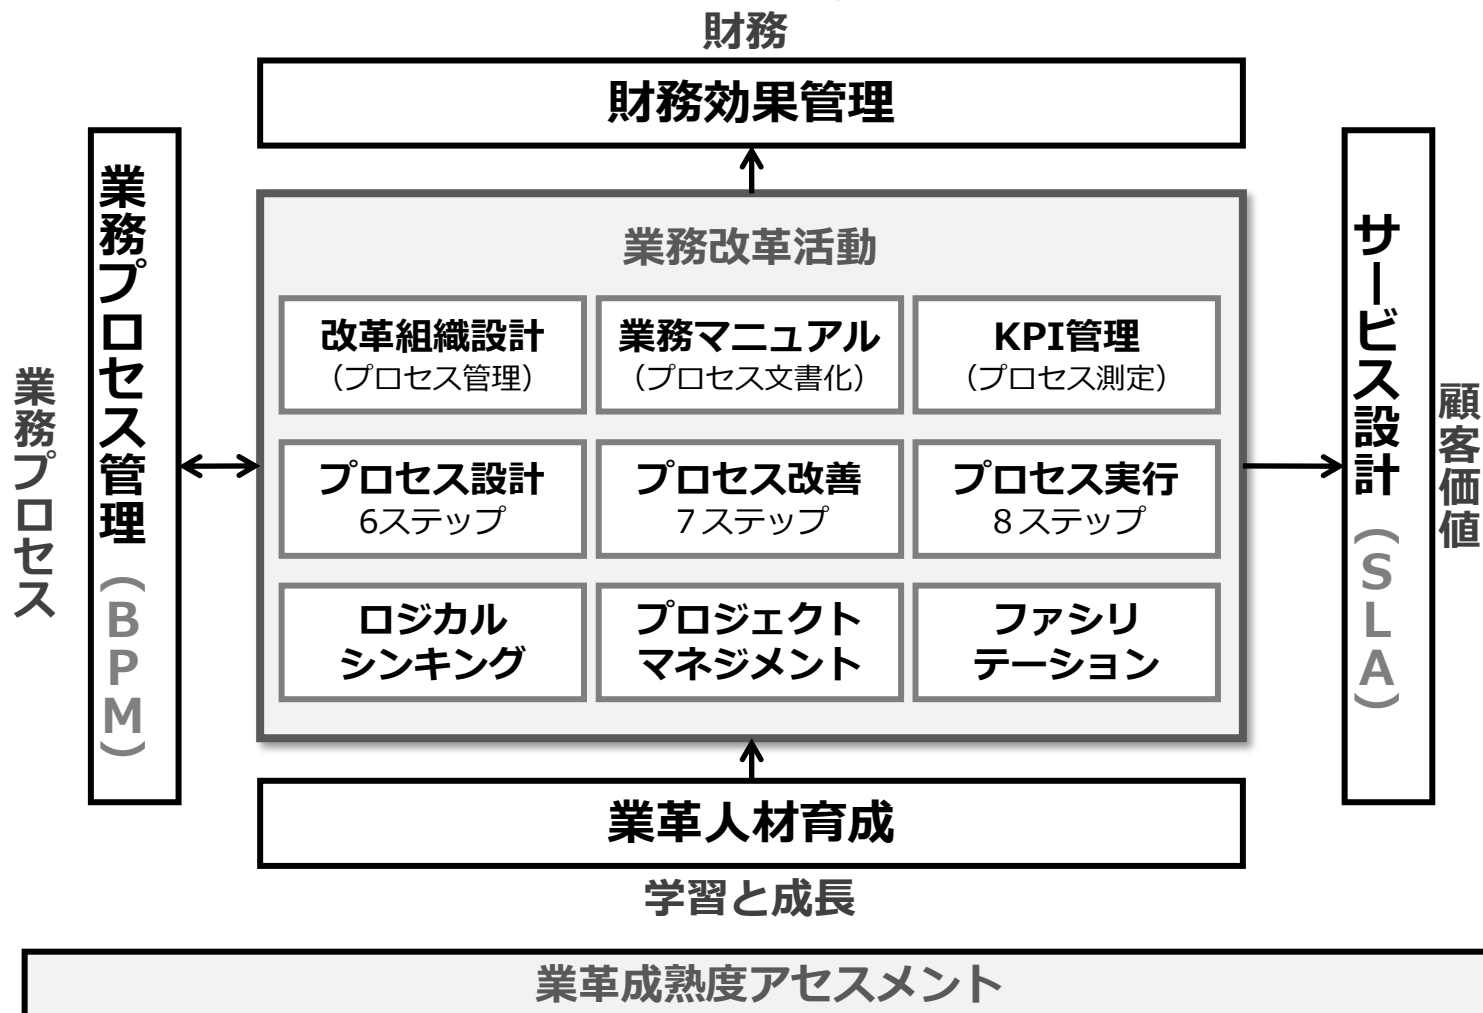 財務
財務効果管理
業務プロセス
業務プロセス管理（BPM）
業務改革活動
改革組織設計
（プロセス管理）
業務マニュアル
（プロセス文書化）
KPI管理
（プロセス測定）
プロセス設計
6ステップ
プロセス改善
７ステップ
プロセス実行
８ステップ
ロジカル
シンキング
プロジェクト
マネジメント
ファシリ
テーション
サービス設計（SLA）
顧客価値
業革人材育成
学習と成長
業革成熟度アセスメント